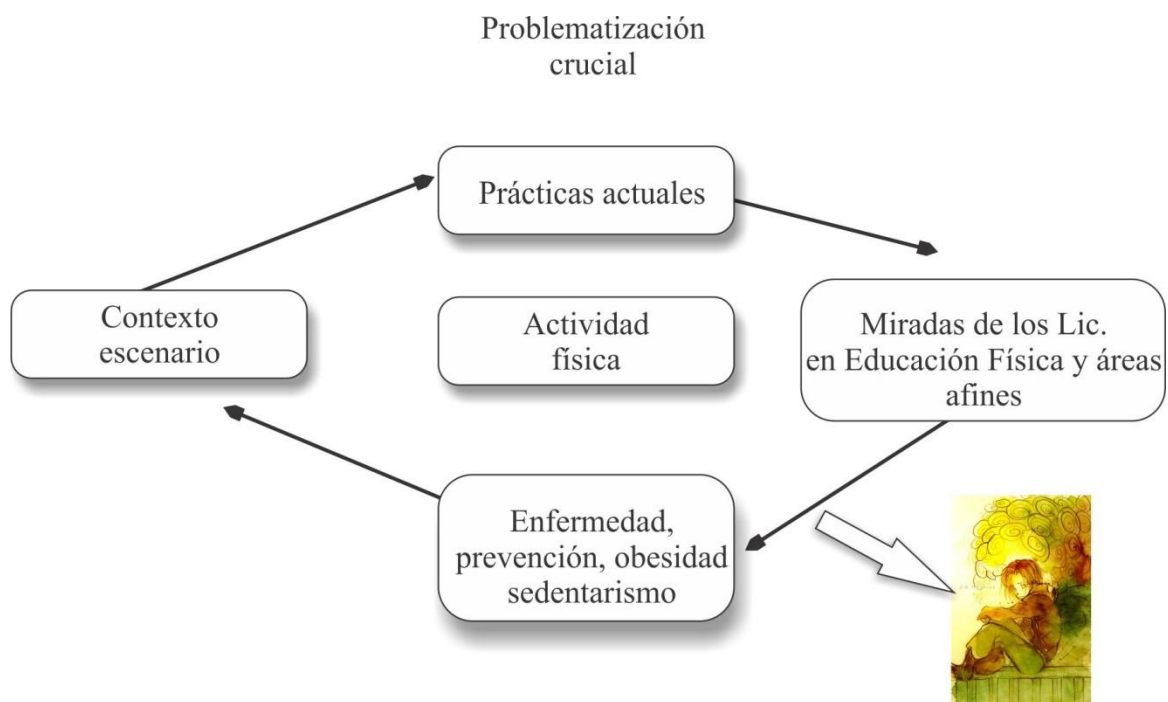 Problematización
crucial
Prácticas actuales
Contexto
escenario
Actividad
física
Miradas de los Lic.
en Educación Física y áreas
afines
Enfermedad,
prevención, obesidad
sedentarismo